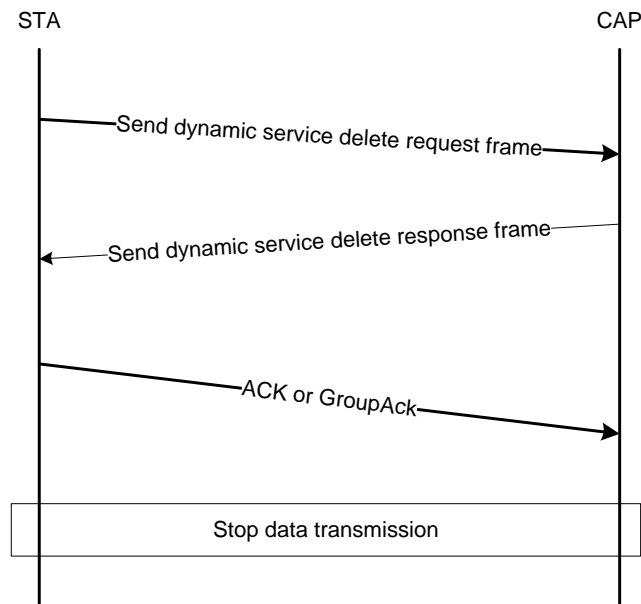 STA
CAP
Send dynamic service delete request frame
Send dynamic service delete response frame
ACK or GroupAck
Stop data transmission